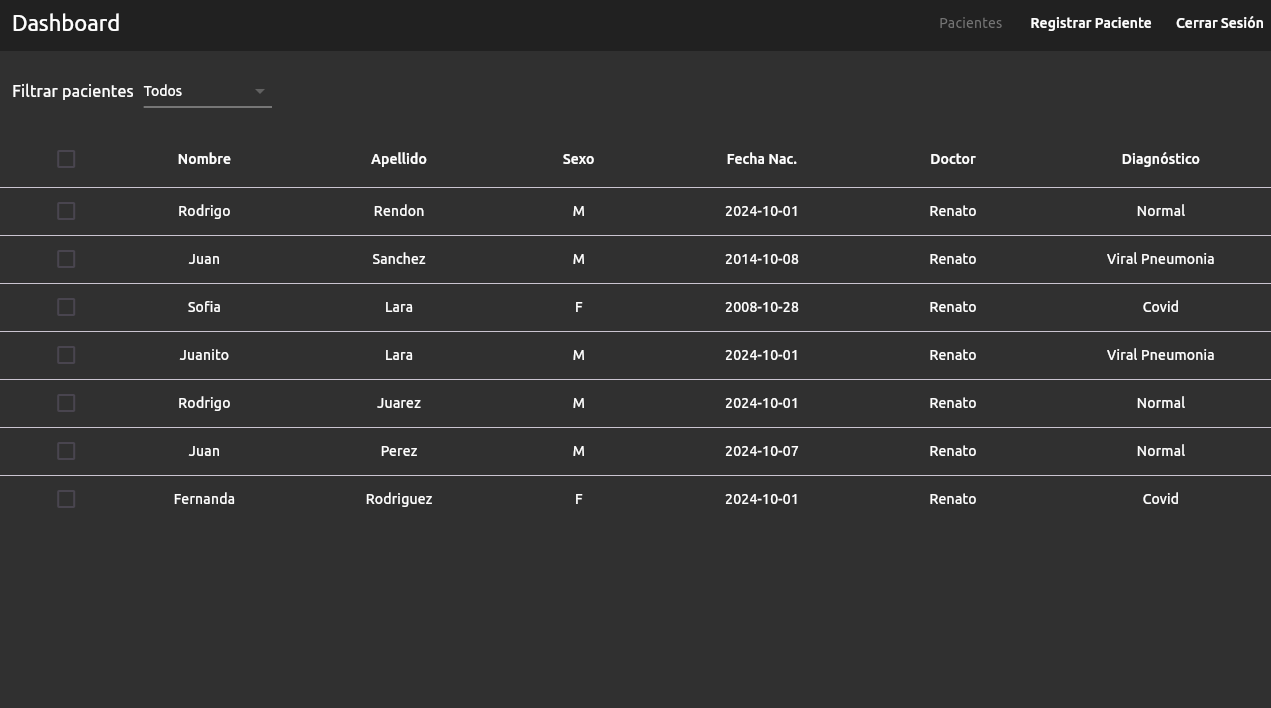 Dashboard Pacientes Registrar Paciente Cerrar Sesión
Filtrar pacientes Todos
Nombre Apellido Sexo Fecha Nac. Doctor Diagnóstico
Rodrigo Rendon M 2024-10-01 Renato Normal
Juan Sanchez M 2014-10-08 Renato Viral Pneumonia
Sofia Lara F 2008-10-28 Renato Covid
Juanito Lara M 2024-10-01 Renato Viral Pneumonia
Rodrigo Juarez M 2024-10-01 Renato Normal
Juan Perez M 2024-10-07 Renato Normal
Fernanda Rodriguez F 2024-10-01 Renato Covid